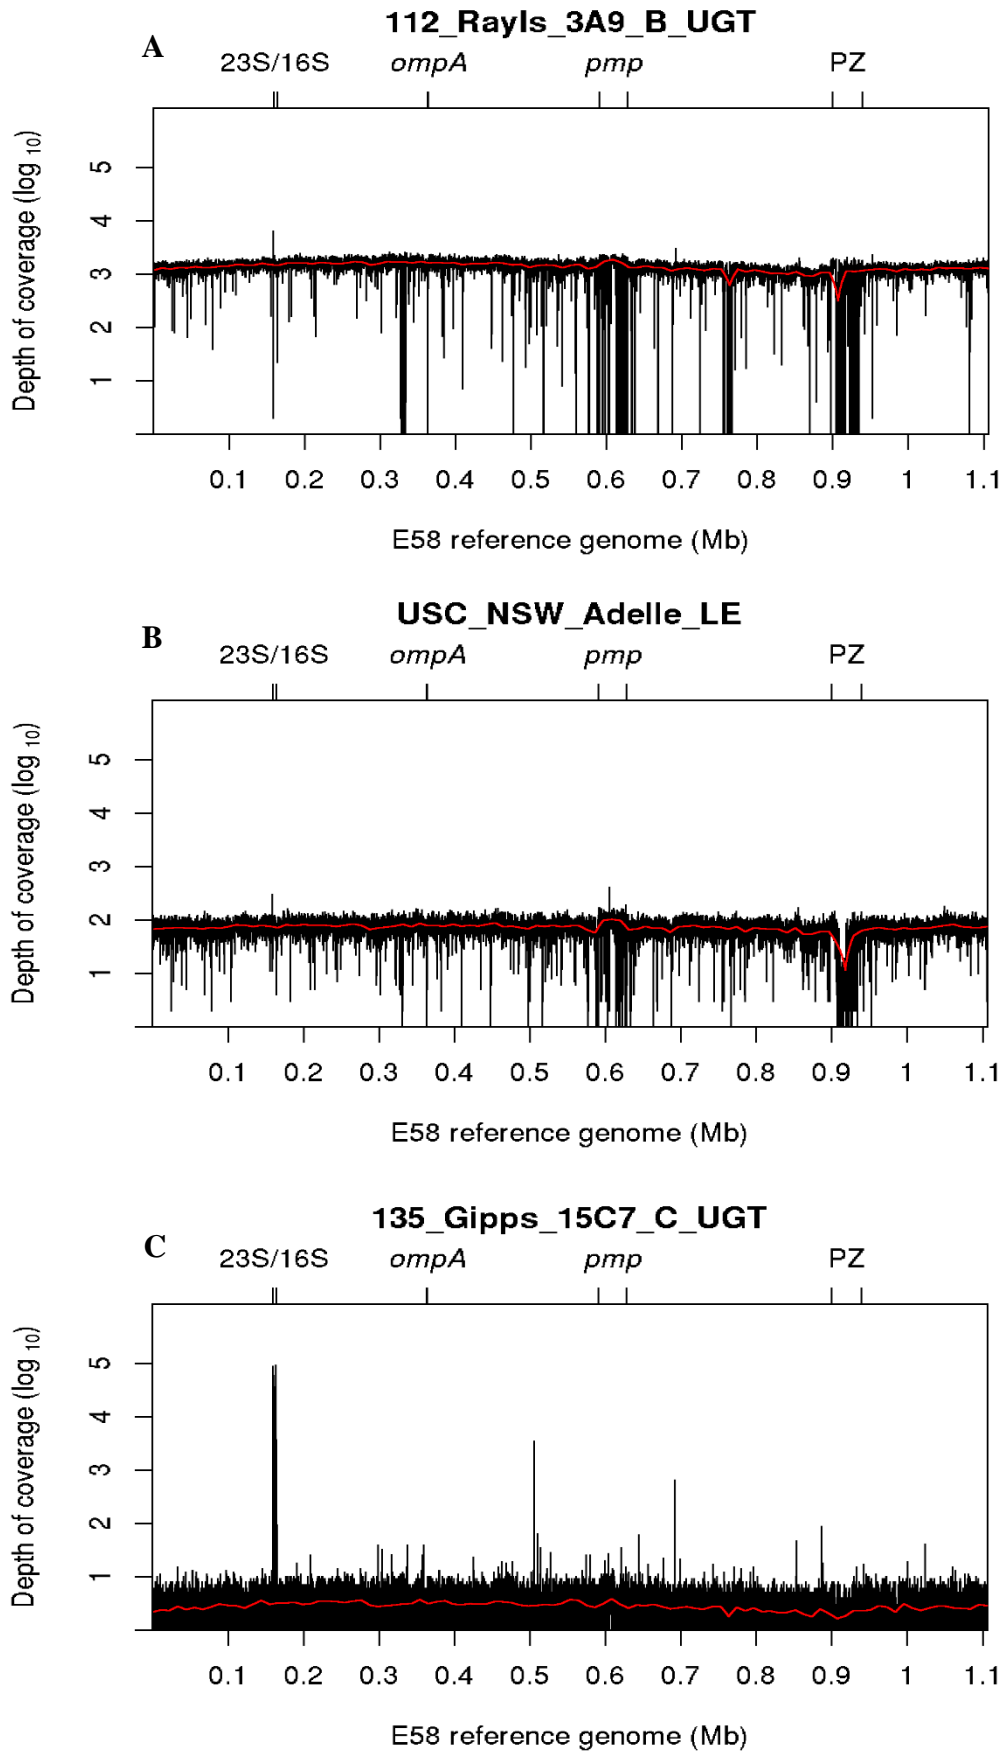 112_Rayls_3A9_B_UGT
A
23S/16S ompA pmp PZ
Depth of coverage (log 10)
5
4
3
2
1
0.1 0.2 0.3 0.4 0.5 0.6 0.7 0.8 0.9 1 1.1
E58 reference genome (Mb)
USC_NSW_Adelle_LE
B
23S/16S ompA pmp PZ
Depth of coverage (log 10)
5
4
3
2
1
0.1 0.2 0.3 0.4 0.5 0.6 0.7 0.8 0.9 1 1.1
E58 reference genome (Mb)
135_Gipps_15C7_C_UGT
C
23S/16S ompA pmp PZ
Depth of coverage (log 10)
5
4
3
2
1
0.1 0.2 0.3 0.4 0.5 0.6 0.7 0.8 0.9 1 1.1
E58 reference genome (Mb)